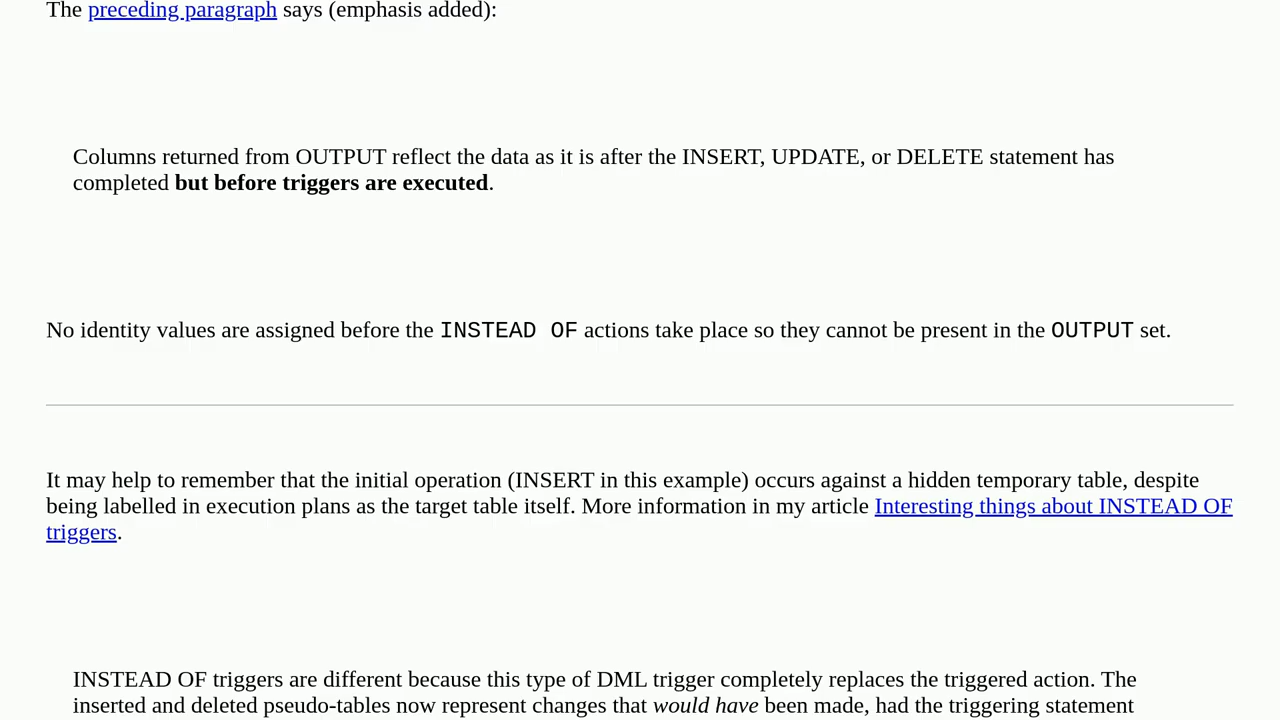 The preceding paragraph says (emphasis added):
Columns returned from OUTPUT reflect the data as it is after the INSERT, UPDATE, or DELETE statement has
completed but before triggers are executed.
No identity values are assigned before the INSTEAD OF actions take place so they cannot be present in the OUTPUT set.
It may help to remember that the initial operation (INSERT in this example) occurs against a hidden temporary table, despite
being labelled in execution plans as the target table itself. More information in my article Interesting things about INSTEAD OF
triggers.
INSTEAD OF triggers are different because this type of DML trigger completely replaces the triggered action. The
inserted and deleted pseudo-tables now represent changes that would have been made, had the triggering statement